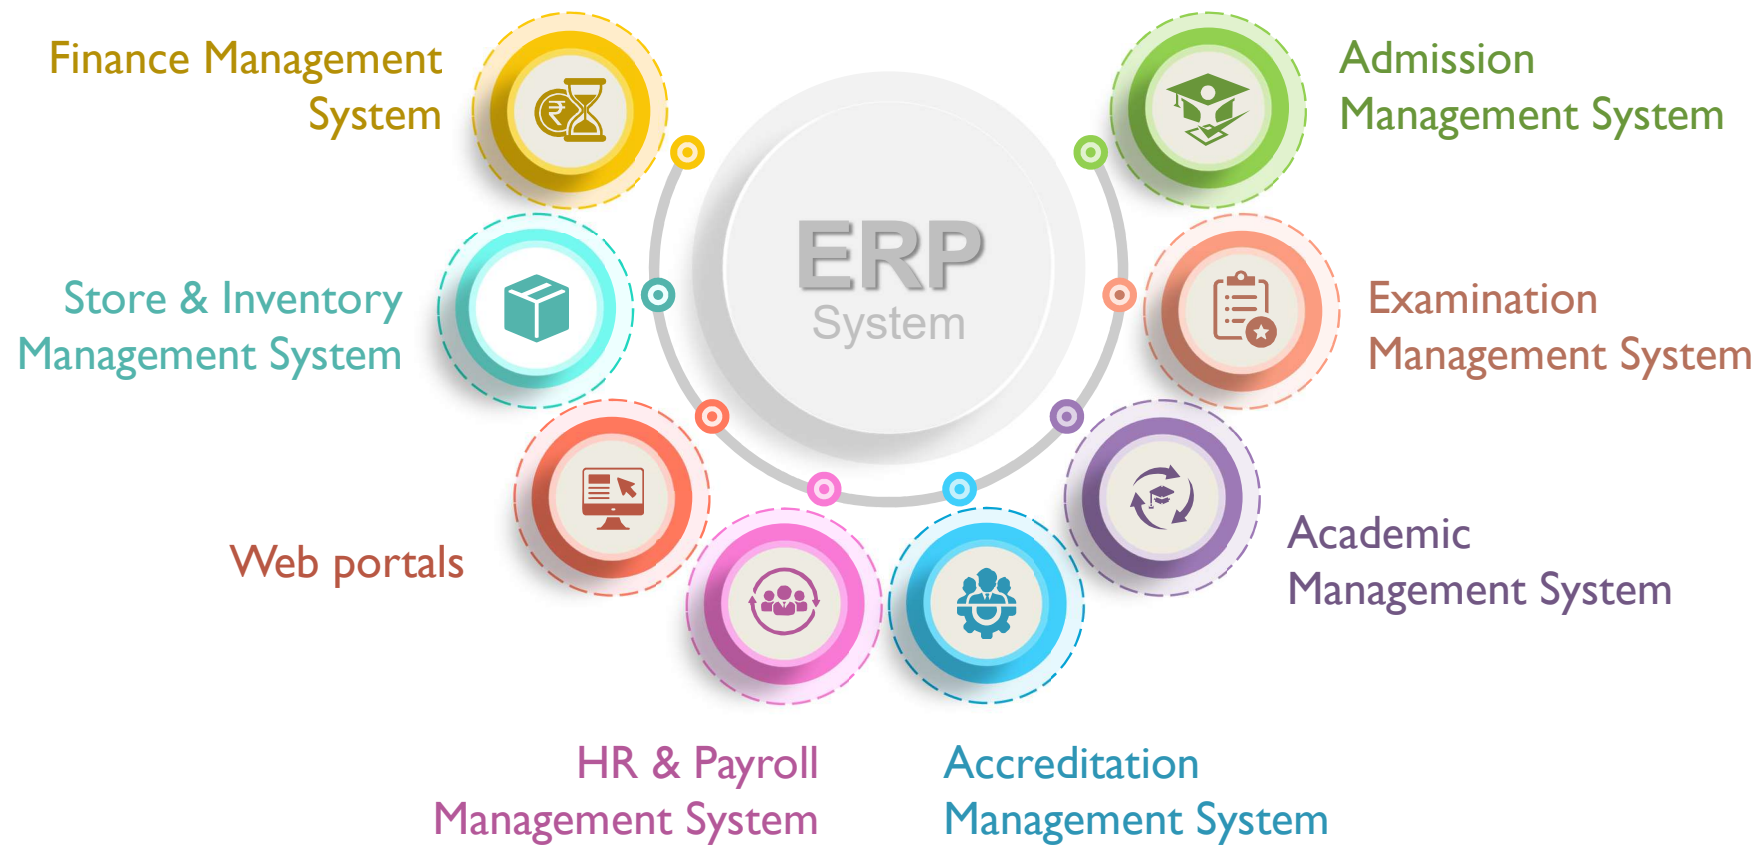 Finance Management
System
Store & Inventory
Management System
Web portals
HR & Payroll
Management System
ERP
System
Accreditation
Management System
Academic
Management System
Examination
Management System
Admission
Management System
₹